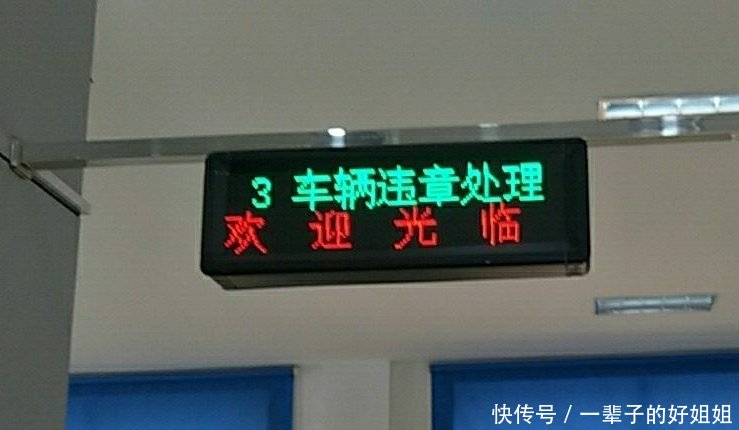 3 车辆违章处理
欢迎光临
快传号 / 一辈子的好姐姐